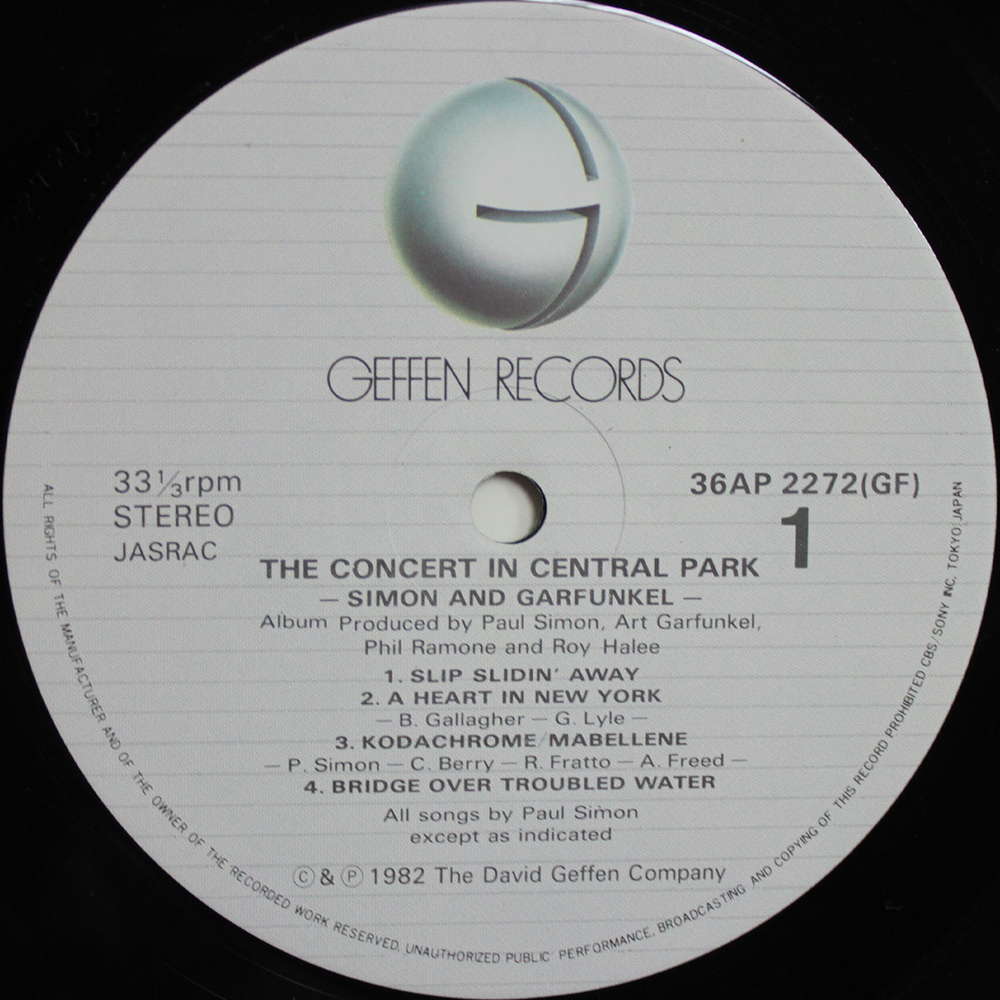 GEFFEN RECORDS
33⅓rpm
STEREO
JASRAC
36AP 2272(GF)
1
THE CONCERT IN CENTRAL PARK
— SIMON AND GARFUNKEL —
Album Produced by Paul Simon, Art Garfunkel,
Phil Ramone and Roy Halee
1. SLIP SLIDIN' AWAY
2. A HEART IN NEW YORK
— B. Gallagher — G. Lyle —
3. KODACHROME/MABELLENE
— P. Simon — C. Berry — R. Fratto — A. Freed —
4. BRIDGE OVER TROUBLED WATER
All songs by Paul Simon
except as indicated
Ⓒ & Ⓟ 1982 The David Geffen Company
ALL RIGHTS OF THE MANUFACTURER AND OF THE OWNER OF THE RECORDED WORK RESERVED. UNAUTHORIZED PUBLIC PERFORMANCE, BROADCASTING AND COPYING OF THIS RECORD PROHIBITED CBS/SONY INC. TOKYO JAPAN